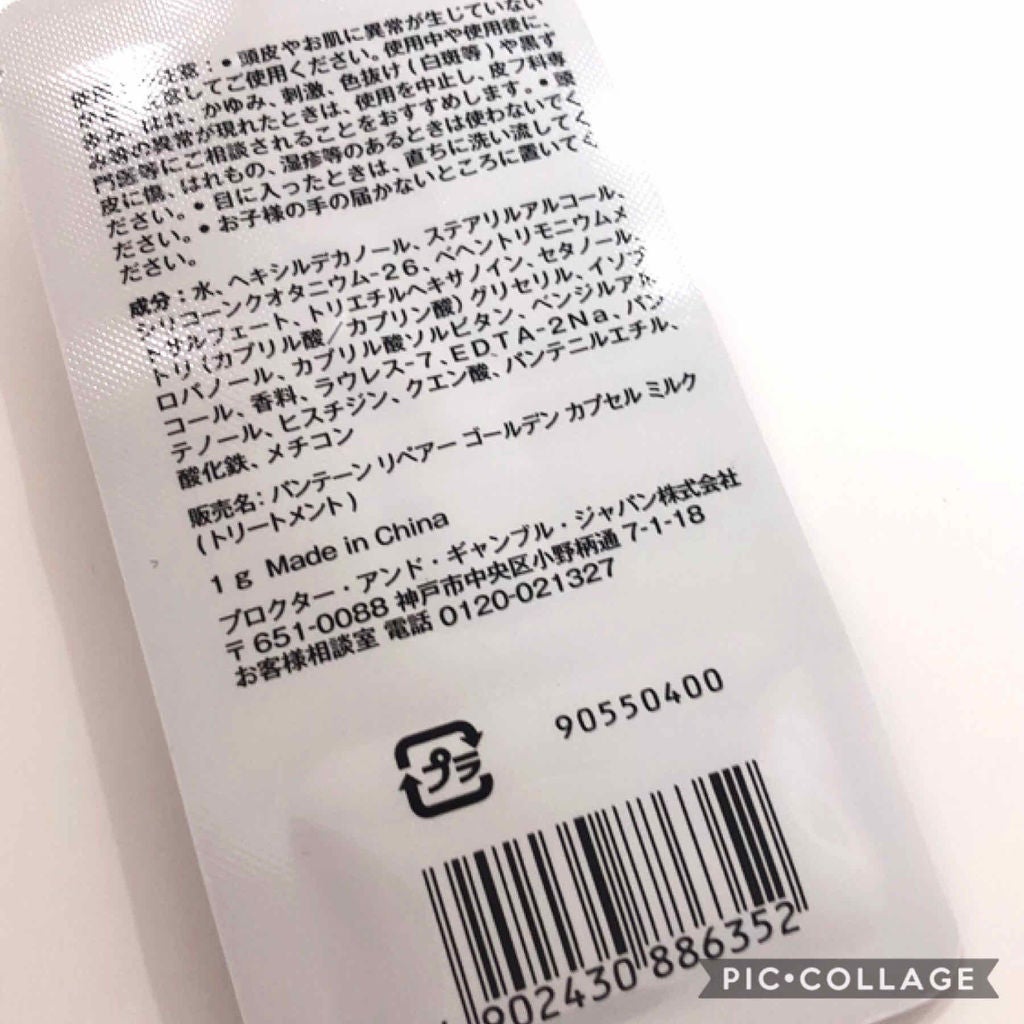 注意：●頭皮やお肌に異常が生じていない
してご使用ください。使用中や使用後に、
はれ、かゆみ、刺激、色抜け（白斑等）や黒ず
み等の異常が現れたときは、使用を中止し、皮フ科専
門医等にご相談されることをおすすめします。●頭
皮に傷、はれもの、湿疹等のあるときは使わないでく
ださい。●目に入ったときは、直ちに洗い流してく
ださい。●お子様の手の届かないところに置いてく
ださい。
成分：水、ヘキシルデカノール、ステアリルアルコール、
シリコーンクオタニウム-26、ベヘントリモニウムメ
トサルフェート、トリエチルヘキサノイン、セタノール、
トリ（カプリル酸／カプリン酸）グリセリル、イソプ
ロパノール、カプリル酸ソルビタン、ベンジルアル
コール、香料、ラウレス-7、EDTA-2Na、パン
テノール、ヒスチジン、クエン酸、パンテニルエチル、
酸化鉄、メチコン
販売名：パンテーン リペアー ゴールデン カプセル ミルク
(トリートメント)
1 g Made in China
プロクター・アンド・ギャンブル・ジャパン株式会社
〒651-0088 神戸市中央区小野柄通 7-1-18
お客様相談室 電話 0120-021327
90550400
プラ
902430 886352
PIC•COLLAGE